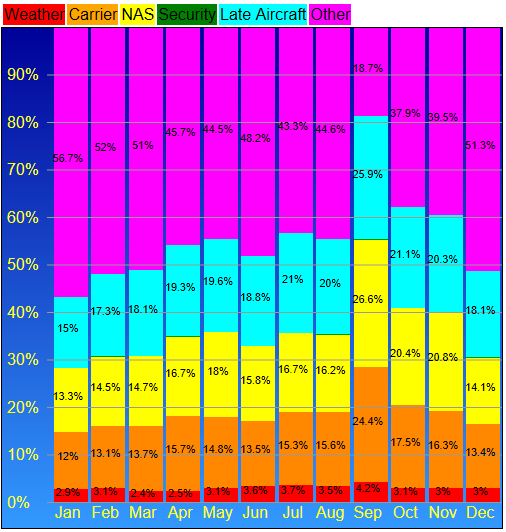 Weather Carrier NAS Security Late Aircraft Other
90%
80%
70%
60%
50%
40%
30%
20%
10%
0%
56.7% 52% 51% 45.7% 44.5% 48.2% 43.3% 44.6% 18.7% 37.9% 39.5% 51.3%
15% 17.3% 18.1% 19.3% 19.6% 18.8% 21% 20% 25.9% 21.1% 20.3% 18.1%
13.3% 14.5% 14.7% 16.7% 18% 15.8% 16.7% 16.2% 26.6% 20.4% 20.8% 14.1%
12% 13.1% 13.7% 15.7% 14.8% 13.5% 15.3% 15.6% 24.4% 17.5% 16.3% 13.4%
2.9% 3.1% 2.4% 2.5% 3.1% 3.6% 3.7% 3.5% 4.2% 3.1% 3% 3%
Jan Feb Mar Apr May Jun Jul Aug Sep Oct Nov Dec